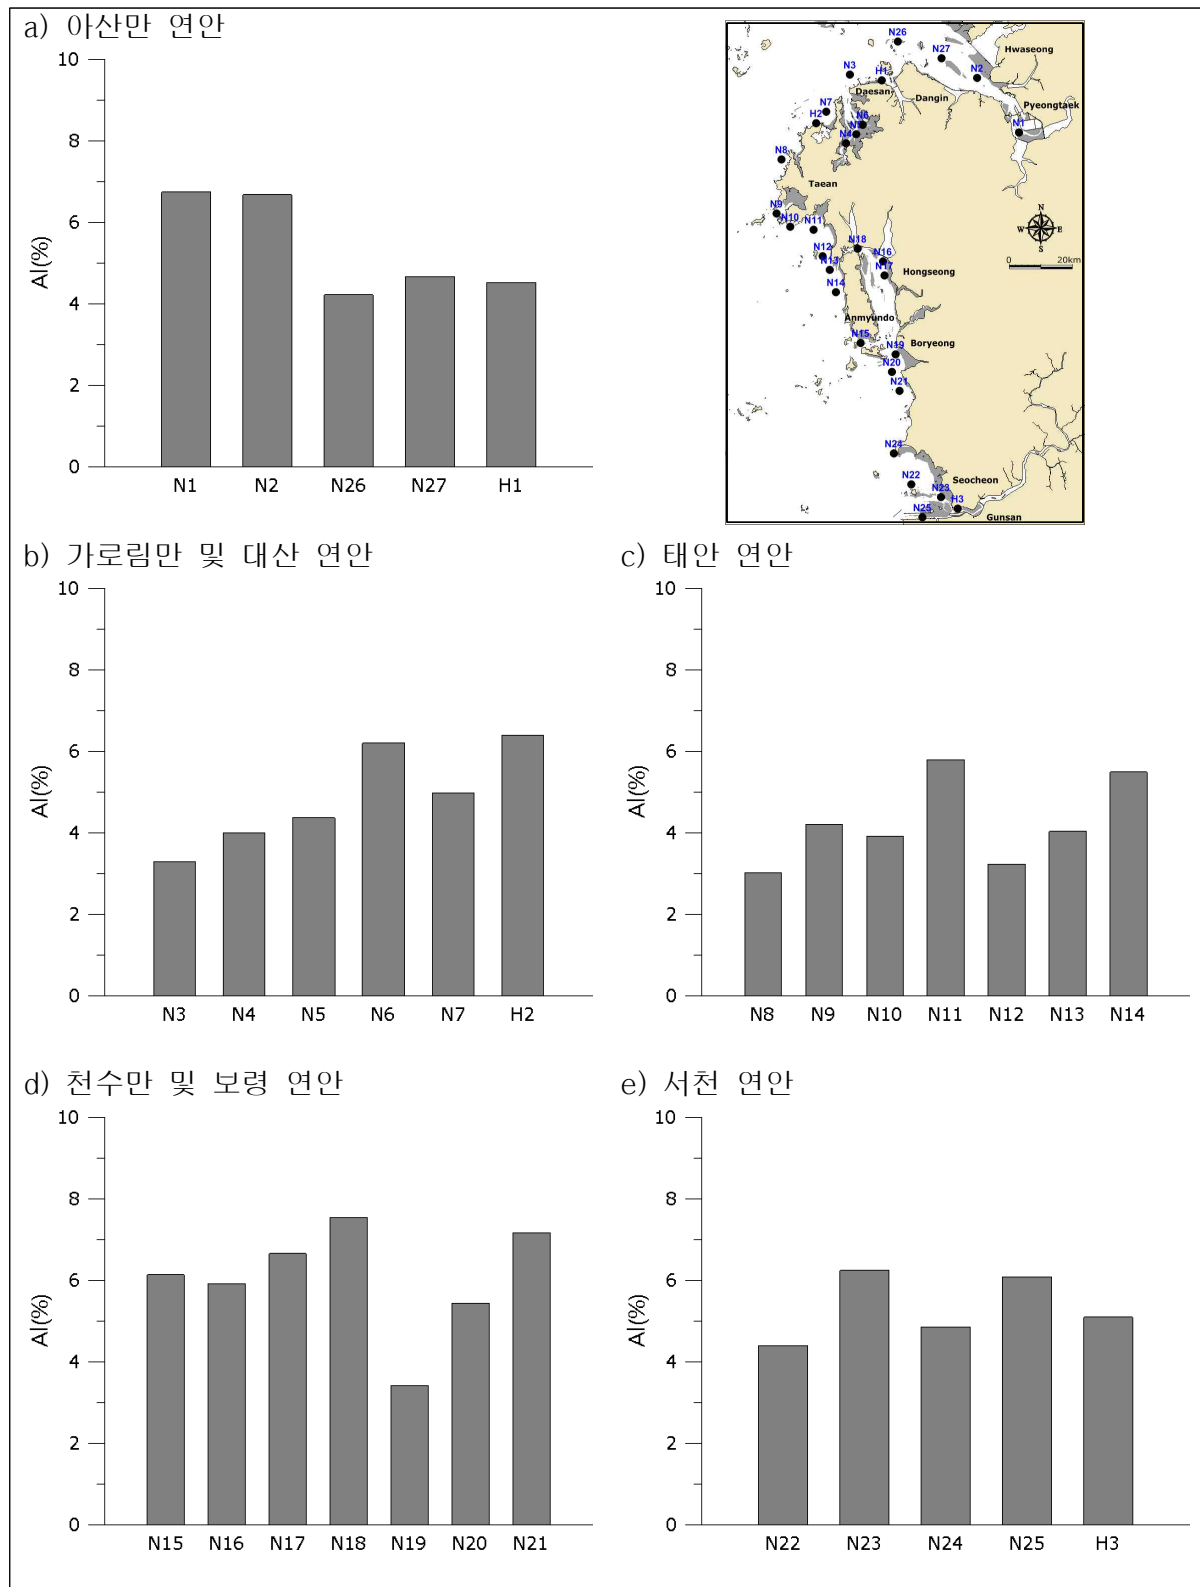 a) 아산만 연안
10
8
6
4
2
0
Al(%)
N1 N2 N26 N27 H1
N26
N27
Hwaseong
N2
N3
H1
Daesan
Dangin
Pyeongtaek
N7
H2
N6
N5
N4
N1
N8
Taean
N9
N10
N11
N
W E
S
N18
N12
N16
N13
N17
Hongseong
0 20km
N14
Anmyundo
N15
Boryeong
N19
N20
N21
N24
N22
Seocheon
N23
H3
N25
Gunsan
b) 가로림만 및 대산 연안
10
8
6
4
2
0
Al(%)
N3 N4 N5 N6 N7 H2
c) 태안 연안
10
8
6
4
2
0
Al(%)
N8 N9 N10 N11 N12 N13 N14
d) 천수만 및 보령 연안
10
8
6
4
2
0
Al(%)
N15 N16 N17 N18 N19 N20 N21
e) 서천 연안
10
8
6
4
2
0
Al(%)
N22 N23 N24 N25 H3